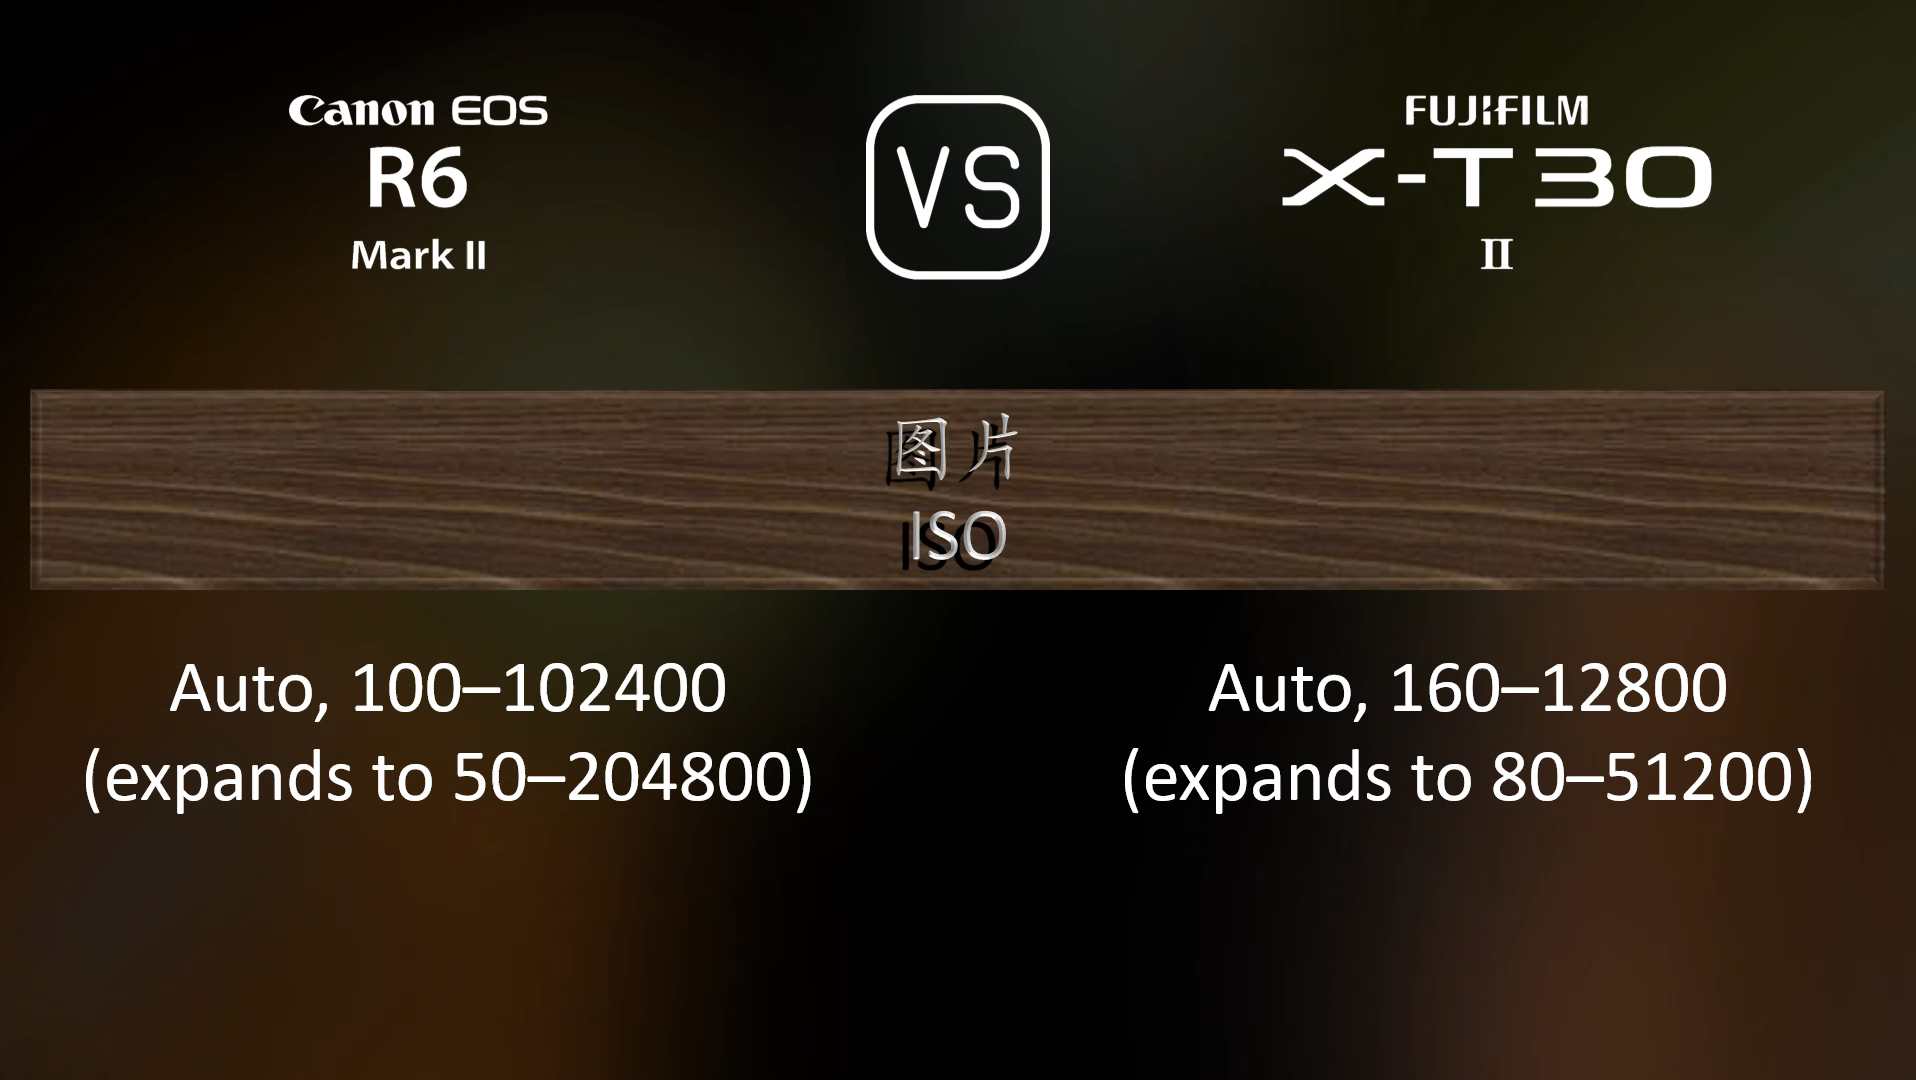 Canon EOS
R6
Mark II
VS
FUJIFILM
X-T30
II
图片
ISO
Auto, 100–102400
(expands to 50–204800)
Auto, 160–12800
(expands to 80–51200)